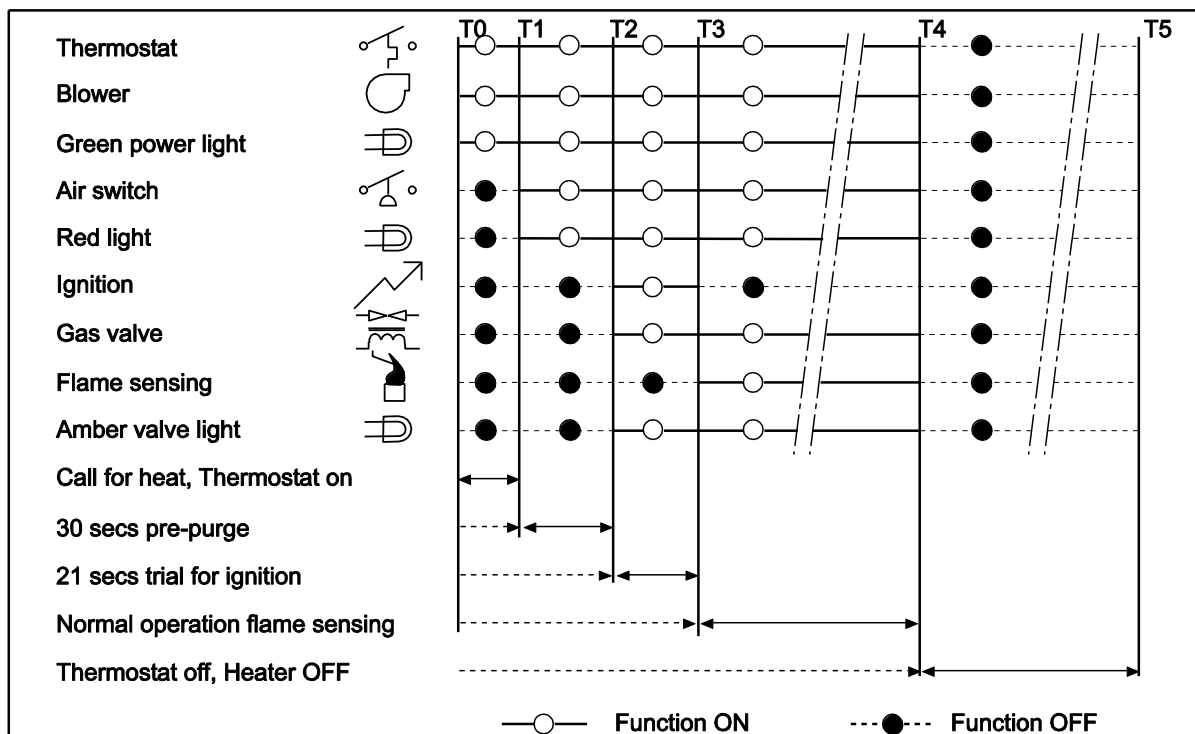 T0 T1 T2 T3 T4 T5
Thermostat
Blower
Green power light
Air switch
Red light
Ignition
Gas valve
Flame sensing
Amber valve light
Call for heat, Thermostat on
30 secs pre-purge
21 secs trial for ignition
Normal operation flame sensing
Thermostat off, Heater OFF
Function ON Function OFF